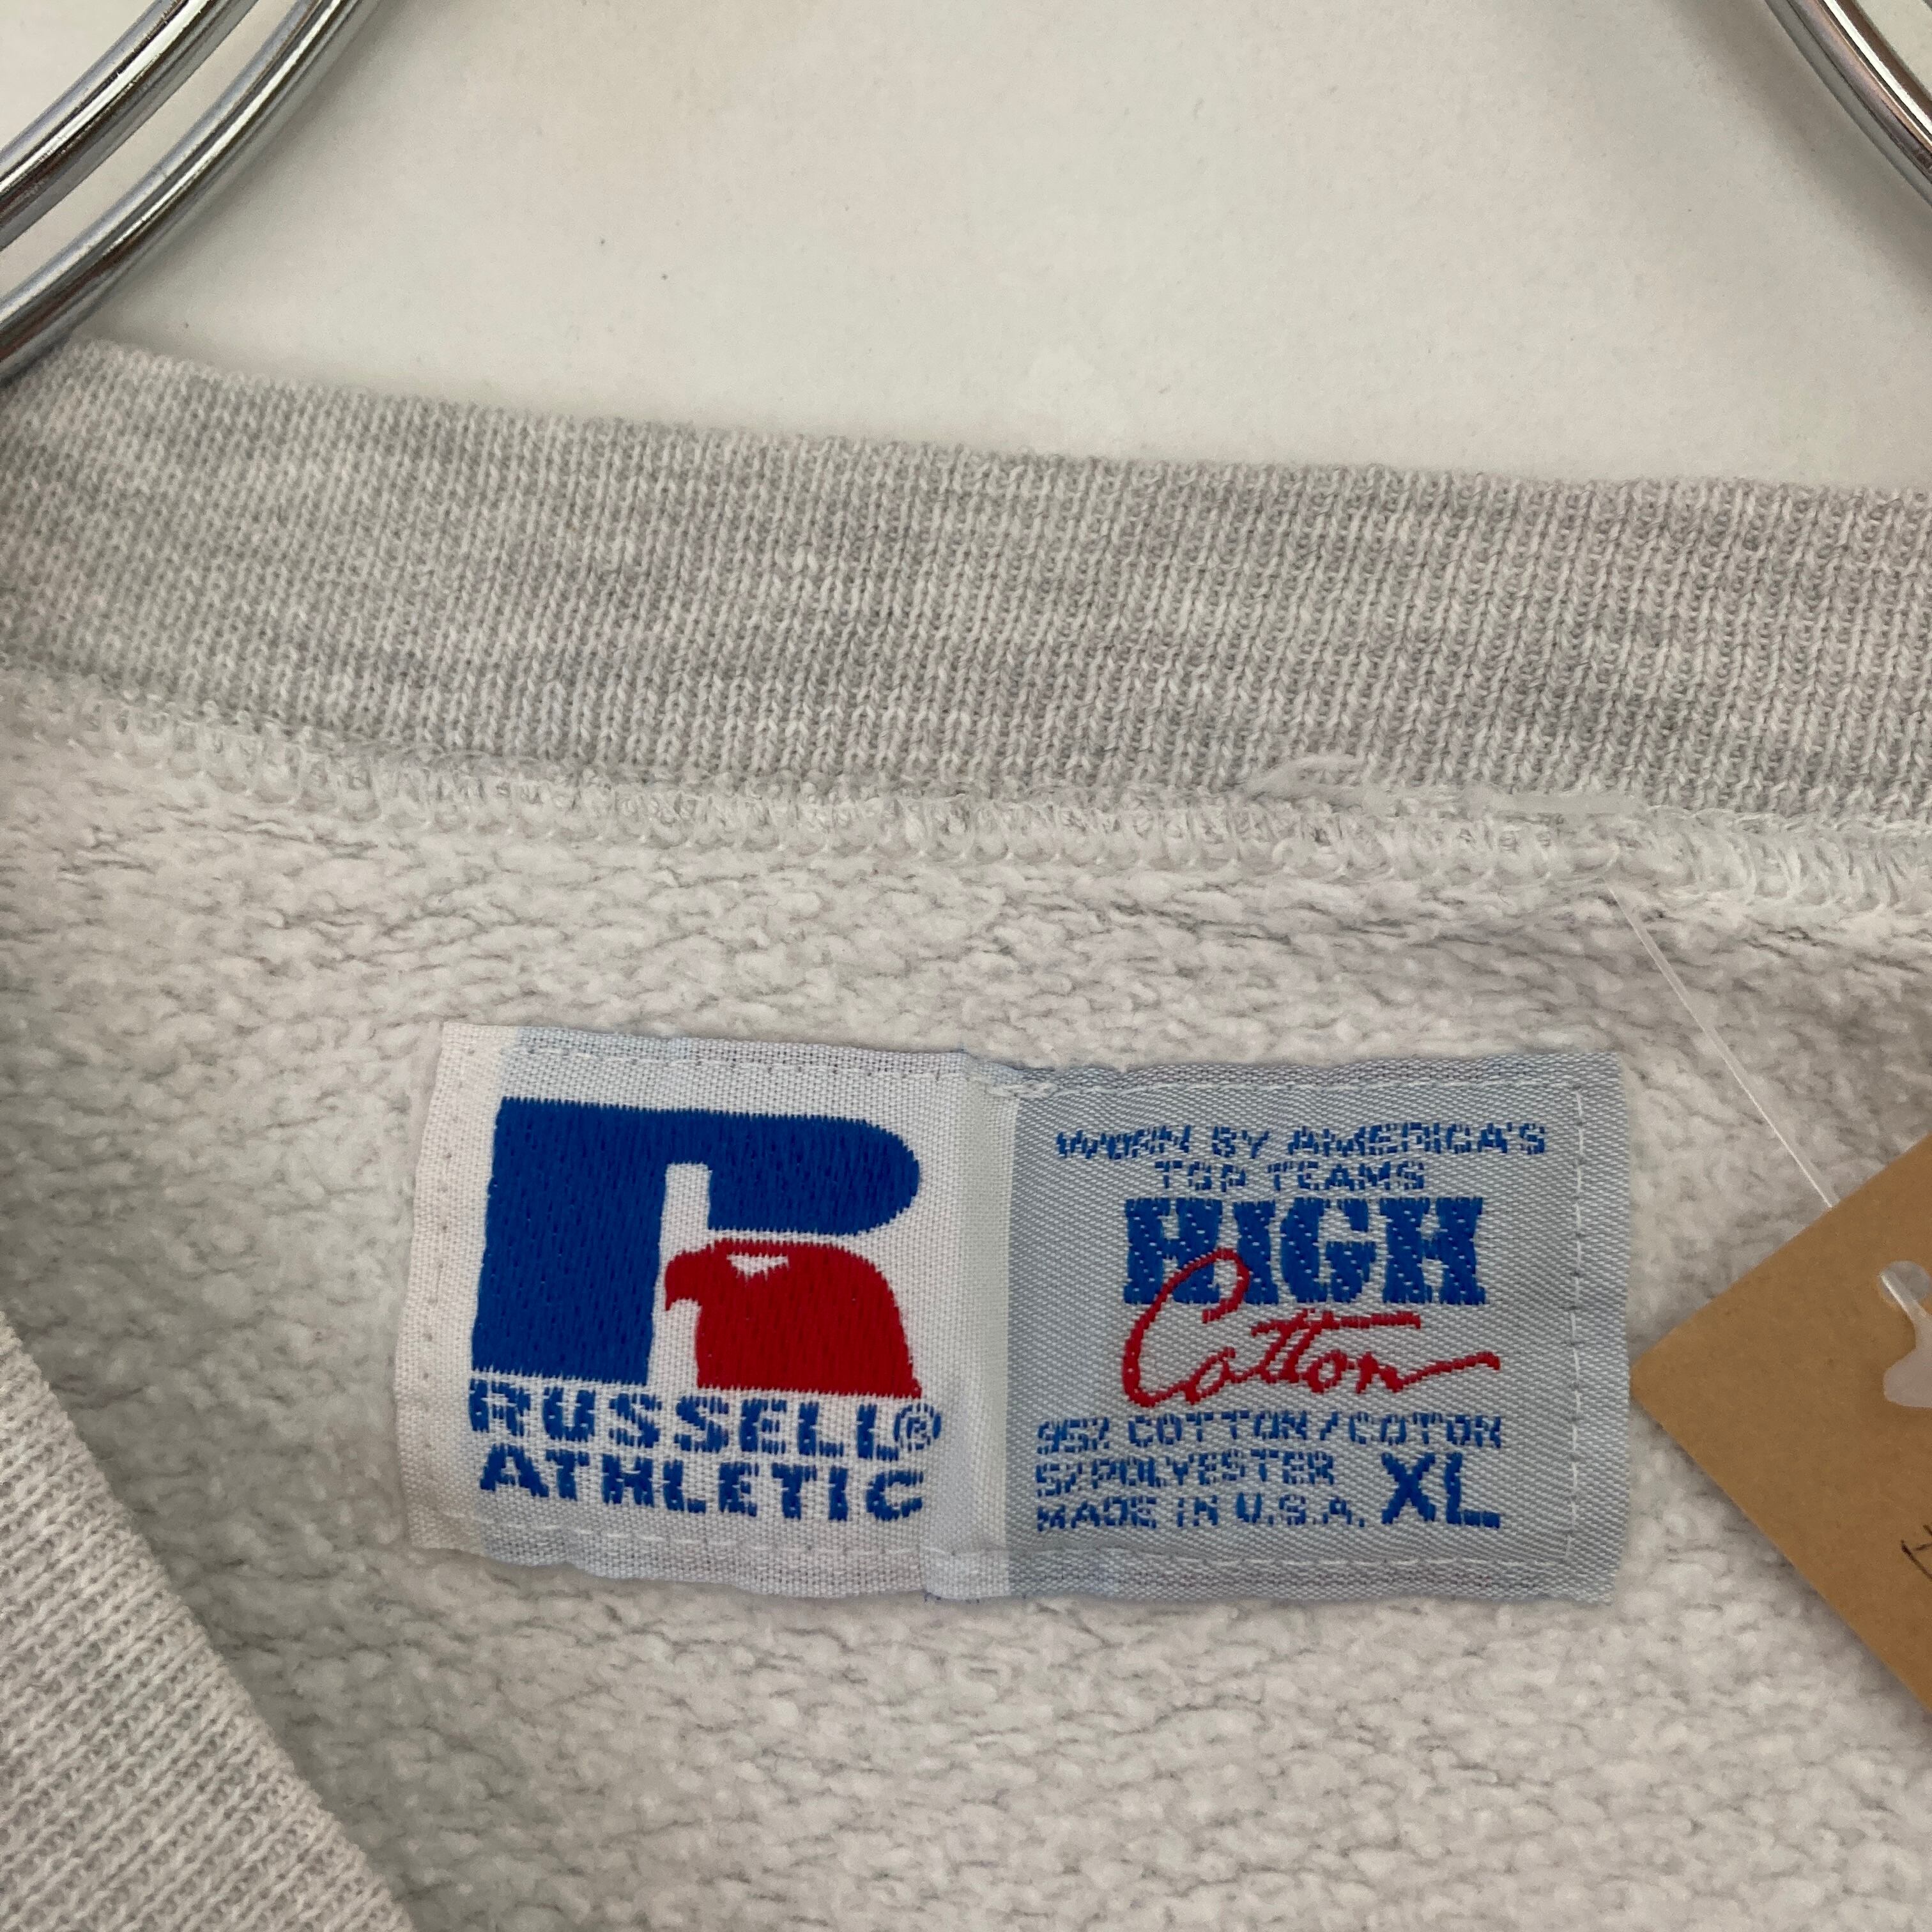 RUSSELL®
ATHLETIC
WORN BY AMERICA'S
TOP TEAMS
HIGH
Cotton
95% COTTON/COTON
5% POLYESTER XL
MADE IN U.S.A.